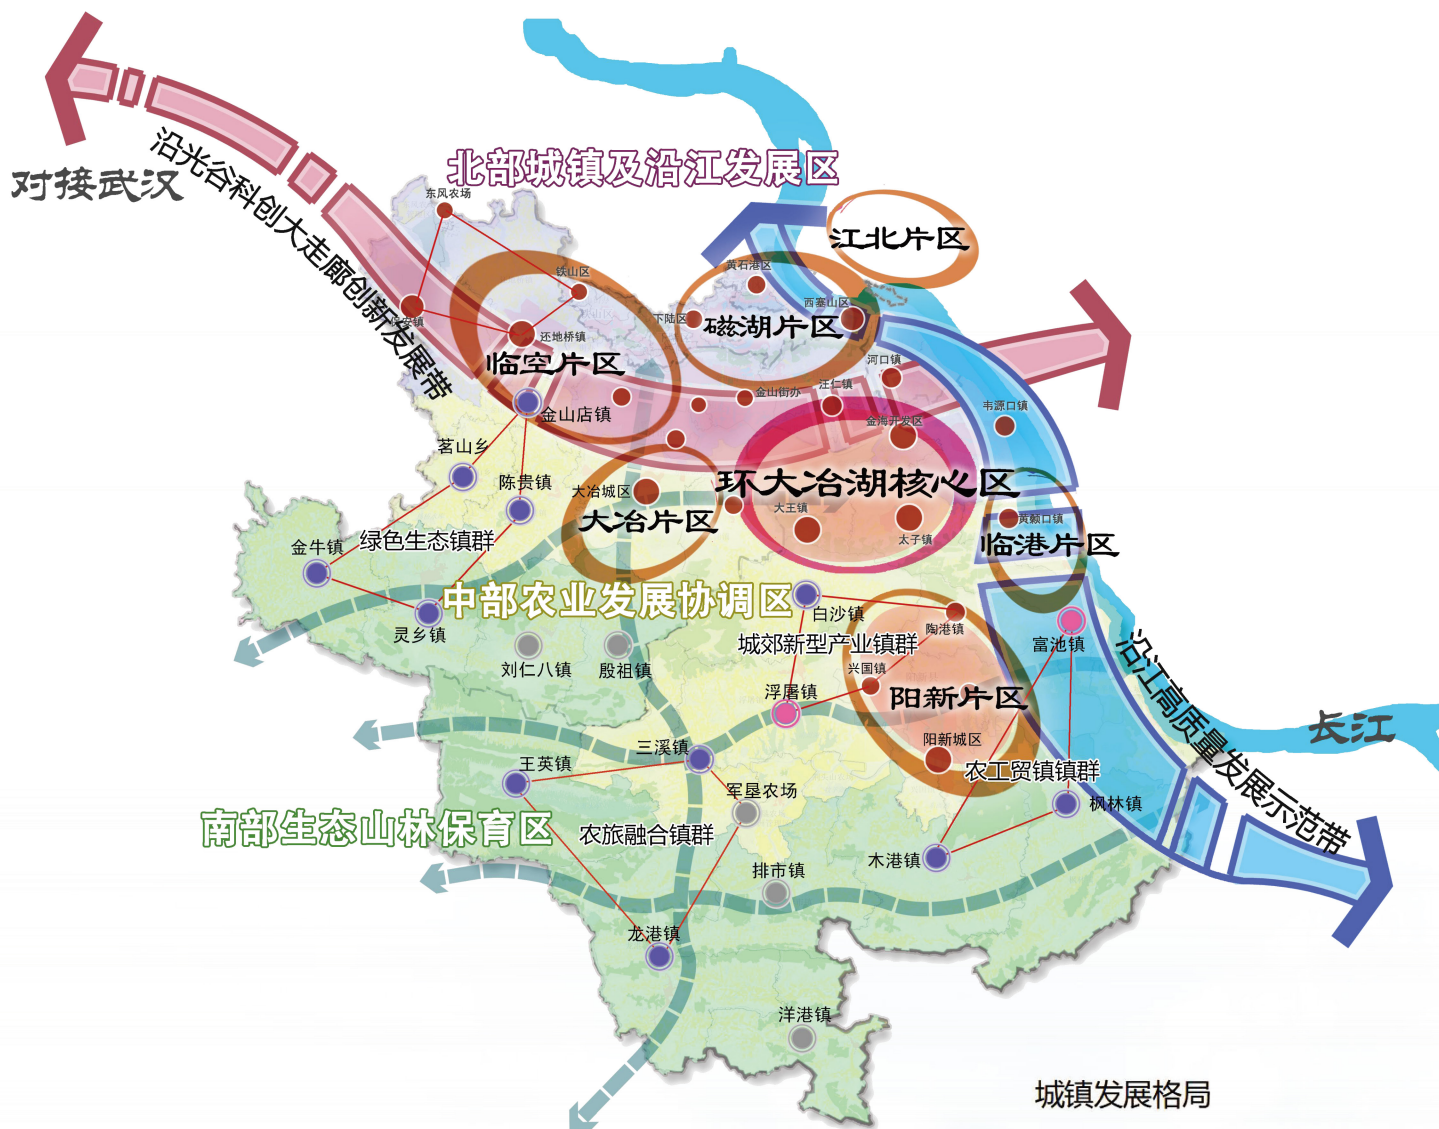 北部城镇及沿江发展区
对接武汉
沿光谷科创大走廊创新发展带
东风农场
江北片区
铁山区
黄石港区
西塞山区
下陆区
磁湖片区
保安镇
还地桥镇
临空片区
河口镇
汪仁镇
金山街办
金山店镇
韦源口镇
金海开发区
茗山乡
陈贵镇
环大冶湖核心区
大冶城区
大冶片区
大王镇
太子镇
黄颡口镇
临港片区
金牛镇
绿色生态镇群
中部农业发展协调区
灵乡镇
白沙镇
陶港镇
城郊新型产业镇群
富池镇
刘仁八镇
殷祖镇
兴国镇
浮屠镇
阳新片区
沿江高质量发展示范带
长江
三溪镇
阳新城区
王英镇
农工贸镇镇群
军垦农场
枫林镇
南部生态山林保育区
农旅融合镇群
木港镇
排市镇
龙港镇
洋港镇
城镇发展格局